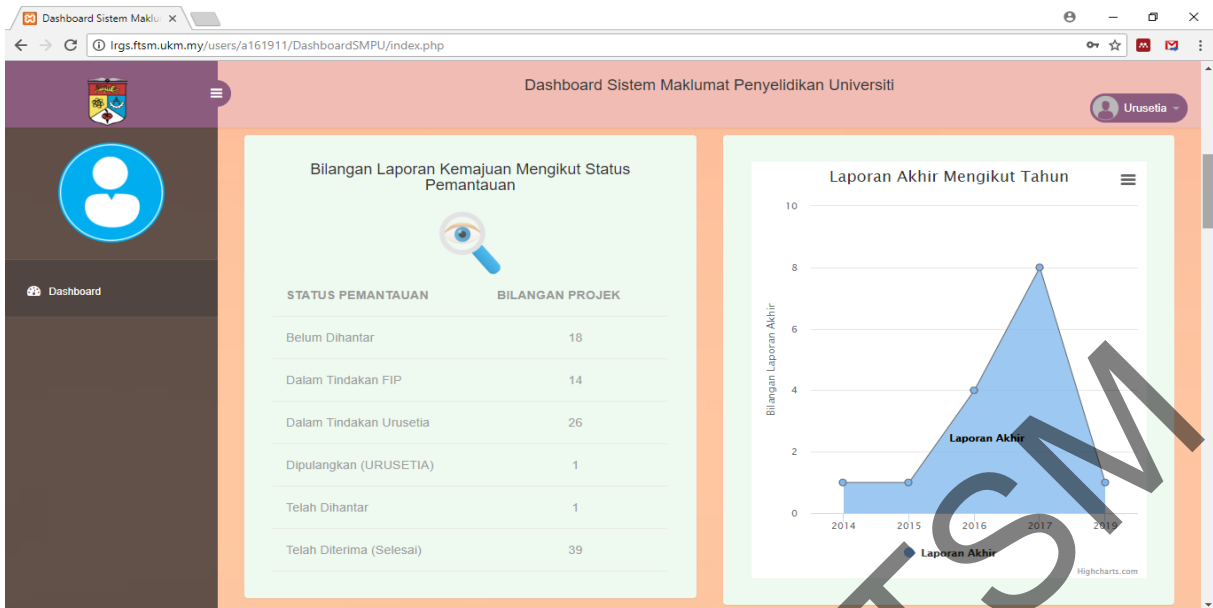 Dashboard Sistem Maklu
lrgs.ftsm.ukm.my/users/a161911/DashboardSMPU/index.php
Dashboard Sistem Maklumat Penyelidikan Universiti
Urusetia
Dashboard
Bilangan Laporan Kemajuan Mengikut Status
Pemantauan
STATUS PEMANTAUAN BILANGAN PROJEK
Belum Dihantar 18
Dalam Tindakan FIP 14
Dalam Tindakan Urusetia 26
Dipulangkan (URUSETIA) 1
Telah Dihantar 1
Telah Diterima (Selesai) 39
Laporan Akhir Mengikut Tahun
Bilangan Laporan Akhir
10
8
6
4
2
0
Laporan Akhir
2014 2015 2016 2017 2019
Laporan Akhir
Highcharts.com
TSM